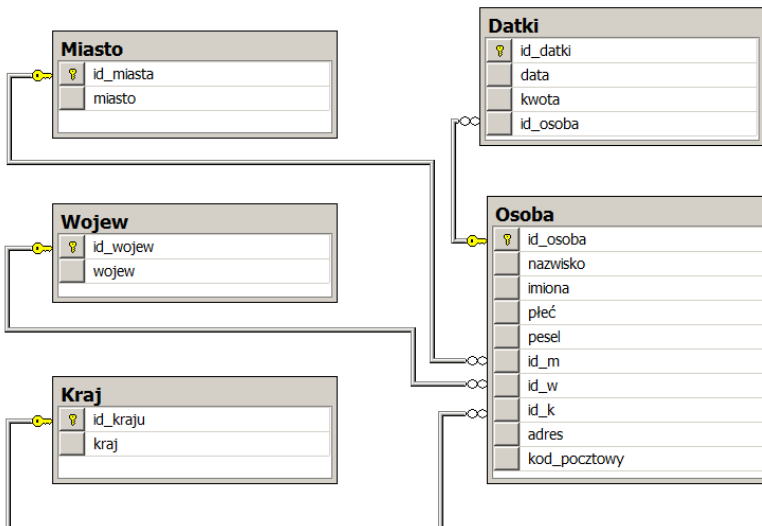 Miasto
id_miasta
miasto
Wojew
id_wojew
wojew
Kraj
id_kraju
kraj
Datki
id_datki
data
kwota
id_osoba
Osoba
id_osoba
nazwisko
imiona
płeć
pesel
id_m
id_w
id_k
adres
kod_pocztowy